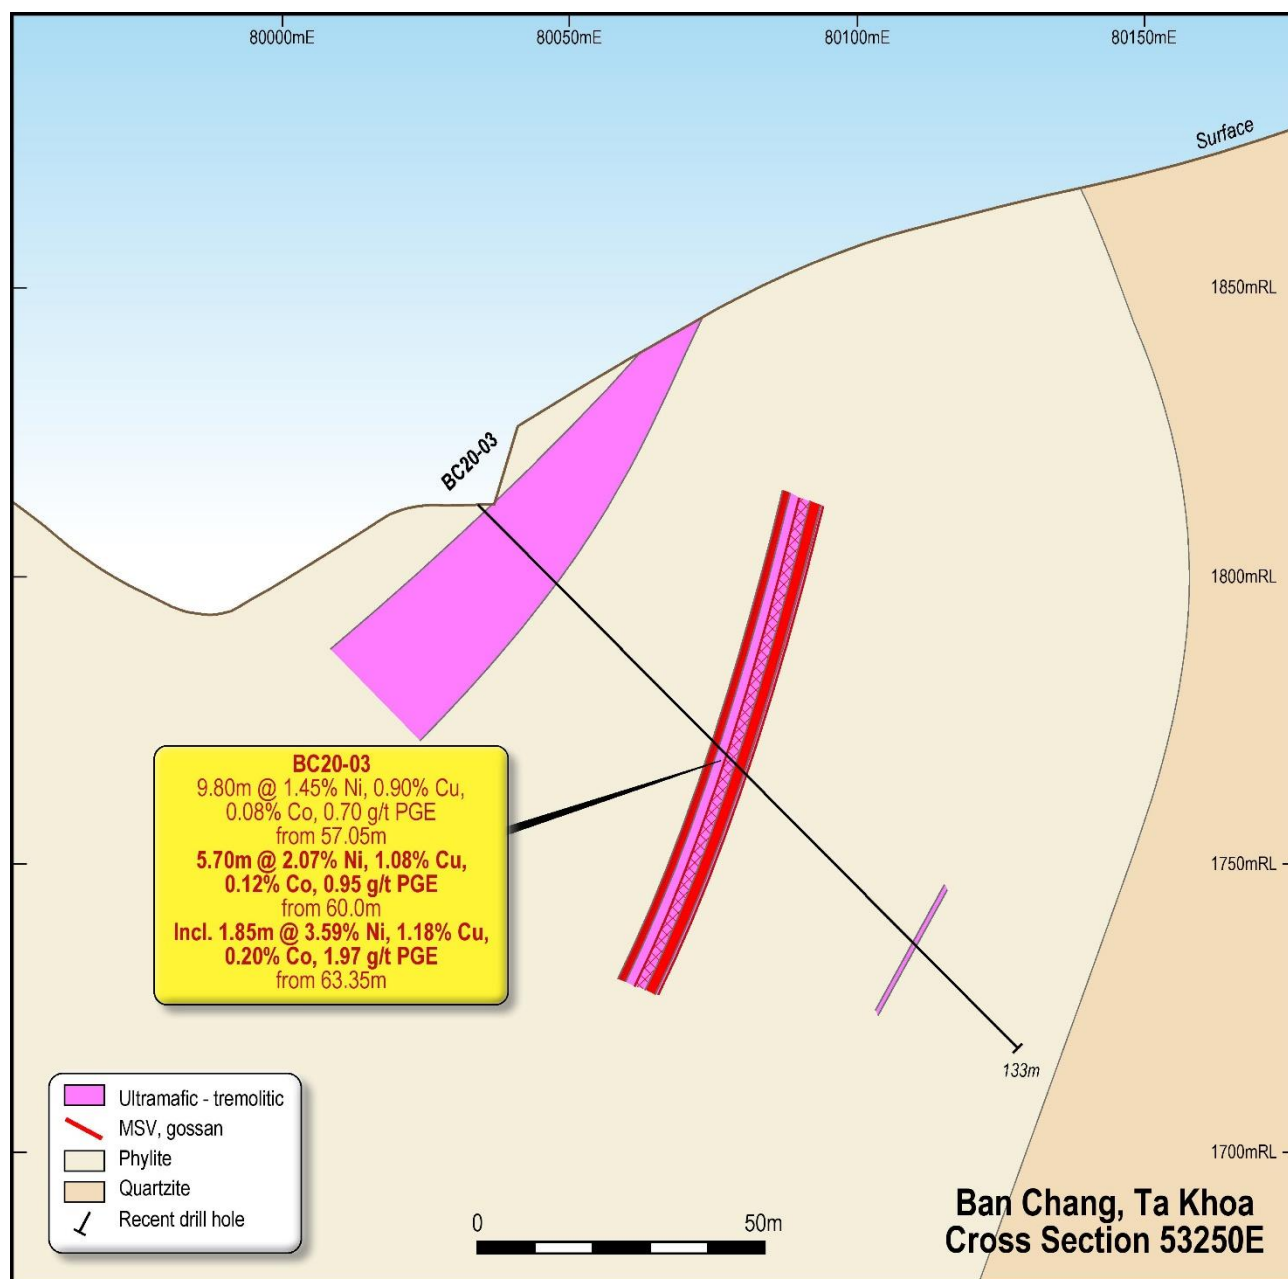 80000mE
80050mE
80100mE
80150mE
Surface
1850mRL
BC20-03
1800mRL
BC20-03
9.80m @ 1.45% Ni, 0.90% Cu,
0.08% Co, 0.70 g/t PGE
from 57.05m
5.70m @ 2.07% Ni, 1.08% Cu,
0.12% Co, 0.95 g/t PGE
from 60.0m
Incl. 1.85m @ 3.59% Ni, 1.18% Cu,
0.20% Co, 1.97 g/t PGE
from 63.35m
1750mRL
133m
Ultramafic - tremolitic
MSV, gossan
Phylite
Quartzite
Recent drill hole
1700mRL
0
50m
Ban Chang, Ta Khoa
Cross Section 53250E